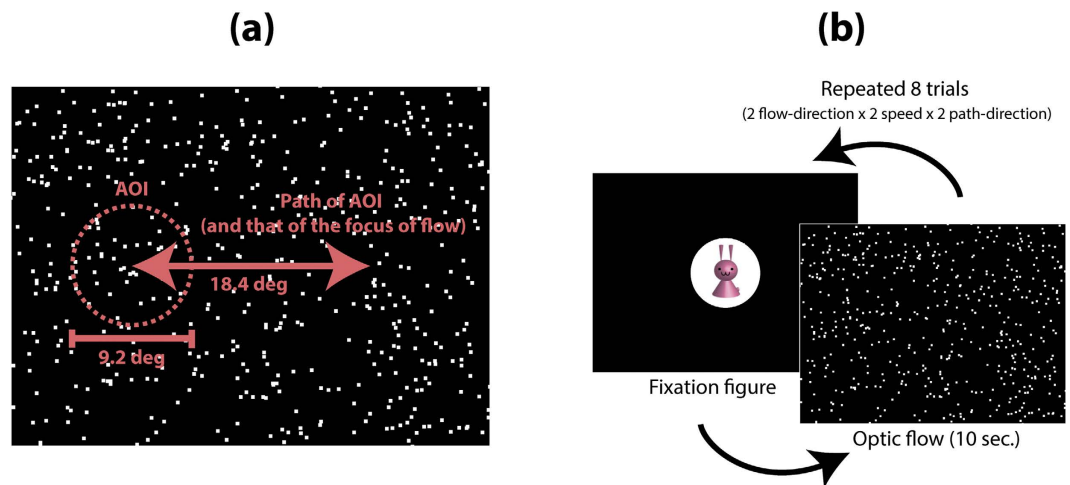 (a)
AOI
Path of AOI
(and that of the focus of flow)
18.4 deg
9.2 deg
(b)
Repeated 8 trials
(2 flow-direction x 2 speed x 2 path-direction)
Fixation figure
Optic flow (10 sec.)